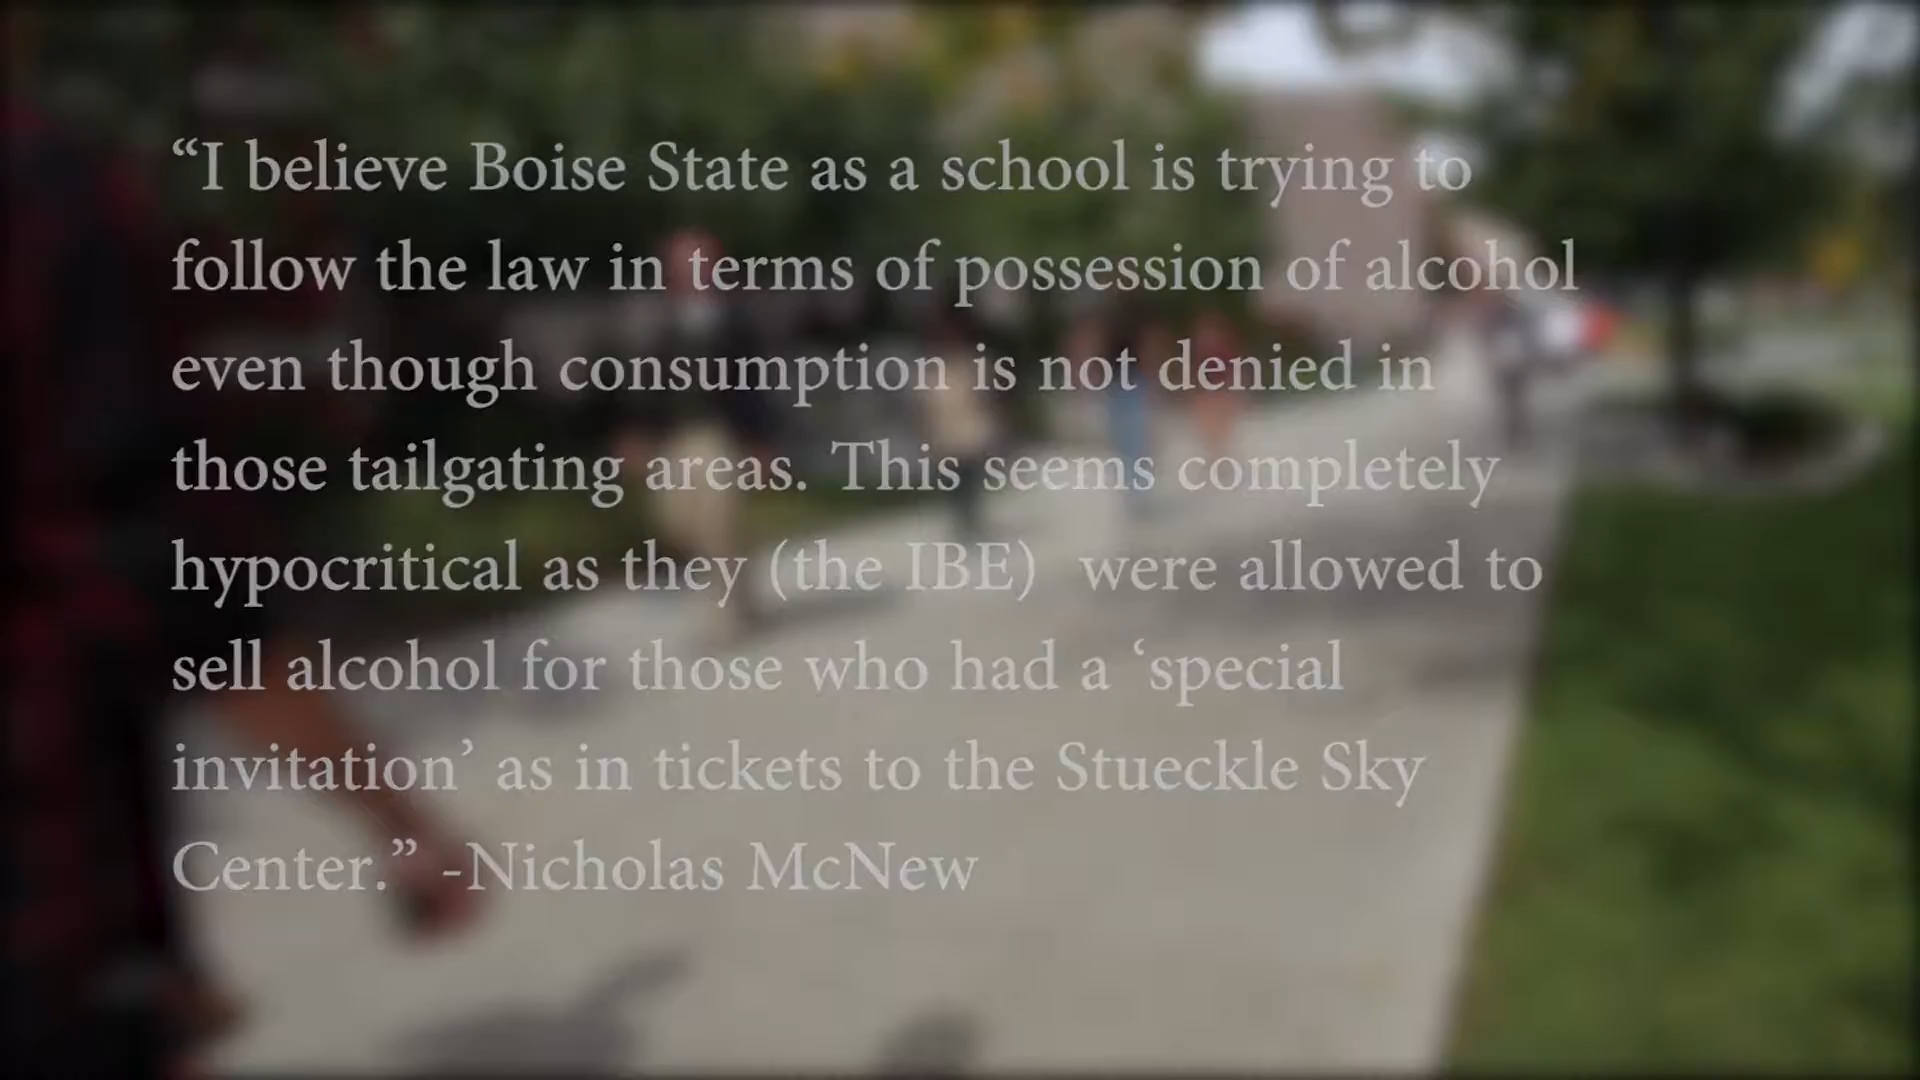 “I believe Boise State as a school is trying to
follow the law in terms of possession of alcohol
even though consumption is not denied in
those tailgating areas. This seems completely
hypocritical as they (the IBE)  were allowed to
sell alcohol for those who had a ‘special
invitation’ as in tickets to the Stueckle Sky
Center.”  -Nicholas McNew